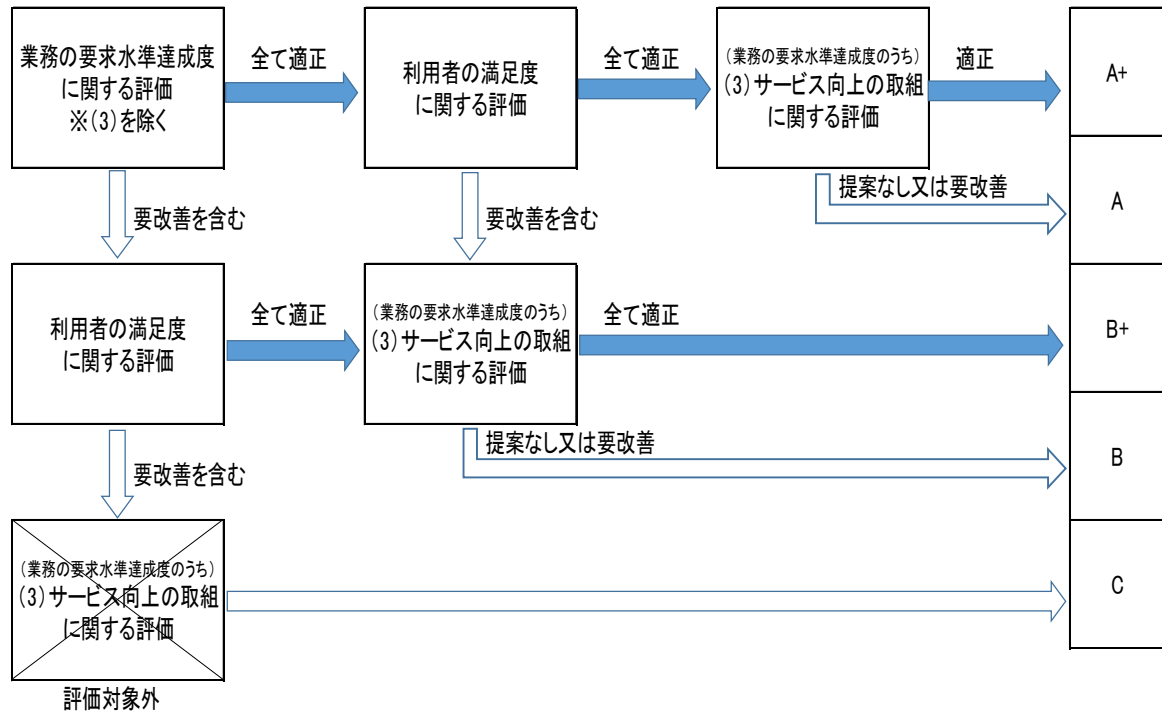 業務の要求水準達成度
に関する評価
※(3)を除く
全て適正
利用者の満足度
に関する評価
全て適正
(業務の要求水準達成度のうち)
(3)サービス向上の取組
に関する評価
適正
A+
提案なし又は要改善
A
要改善を含む
要改善を含む
利用者の満足度
に関する評価
全て適正
(業務の要求水準達成度のうち)
(3)サービス向上の取組
に関する評価
全て適正
B+
提案なし又は要改善
B
要改善を含む
(業務の要求水準達成度のうち)
(3)サービス向上の取組
に関する評価
C
評価対象外